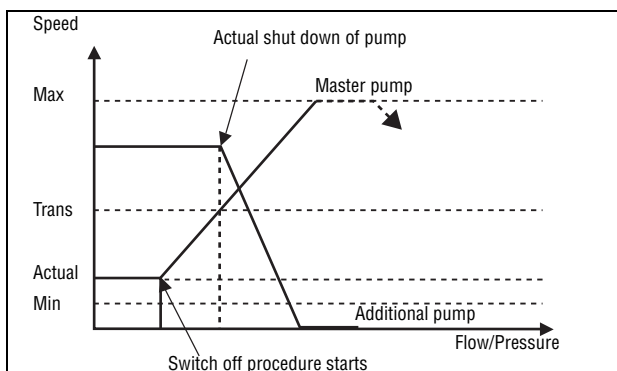 Speed
Actual shut down of pump
Master pump
Max
Trans
Actual
Min
Additional pump
Flow/Pressure
Switch off procedure starts